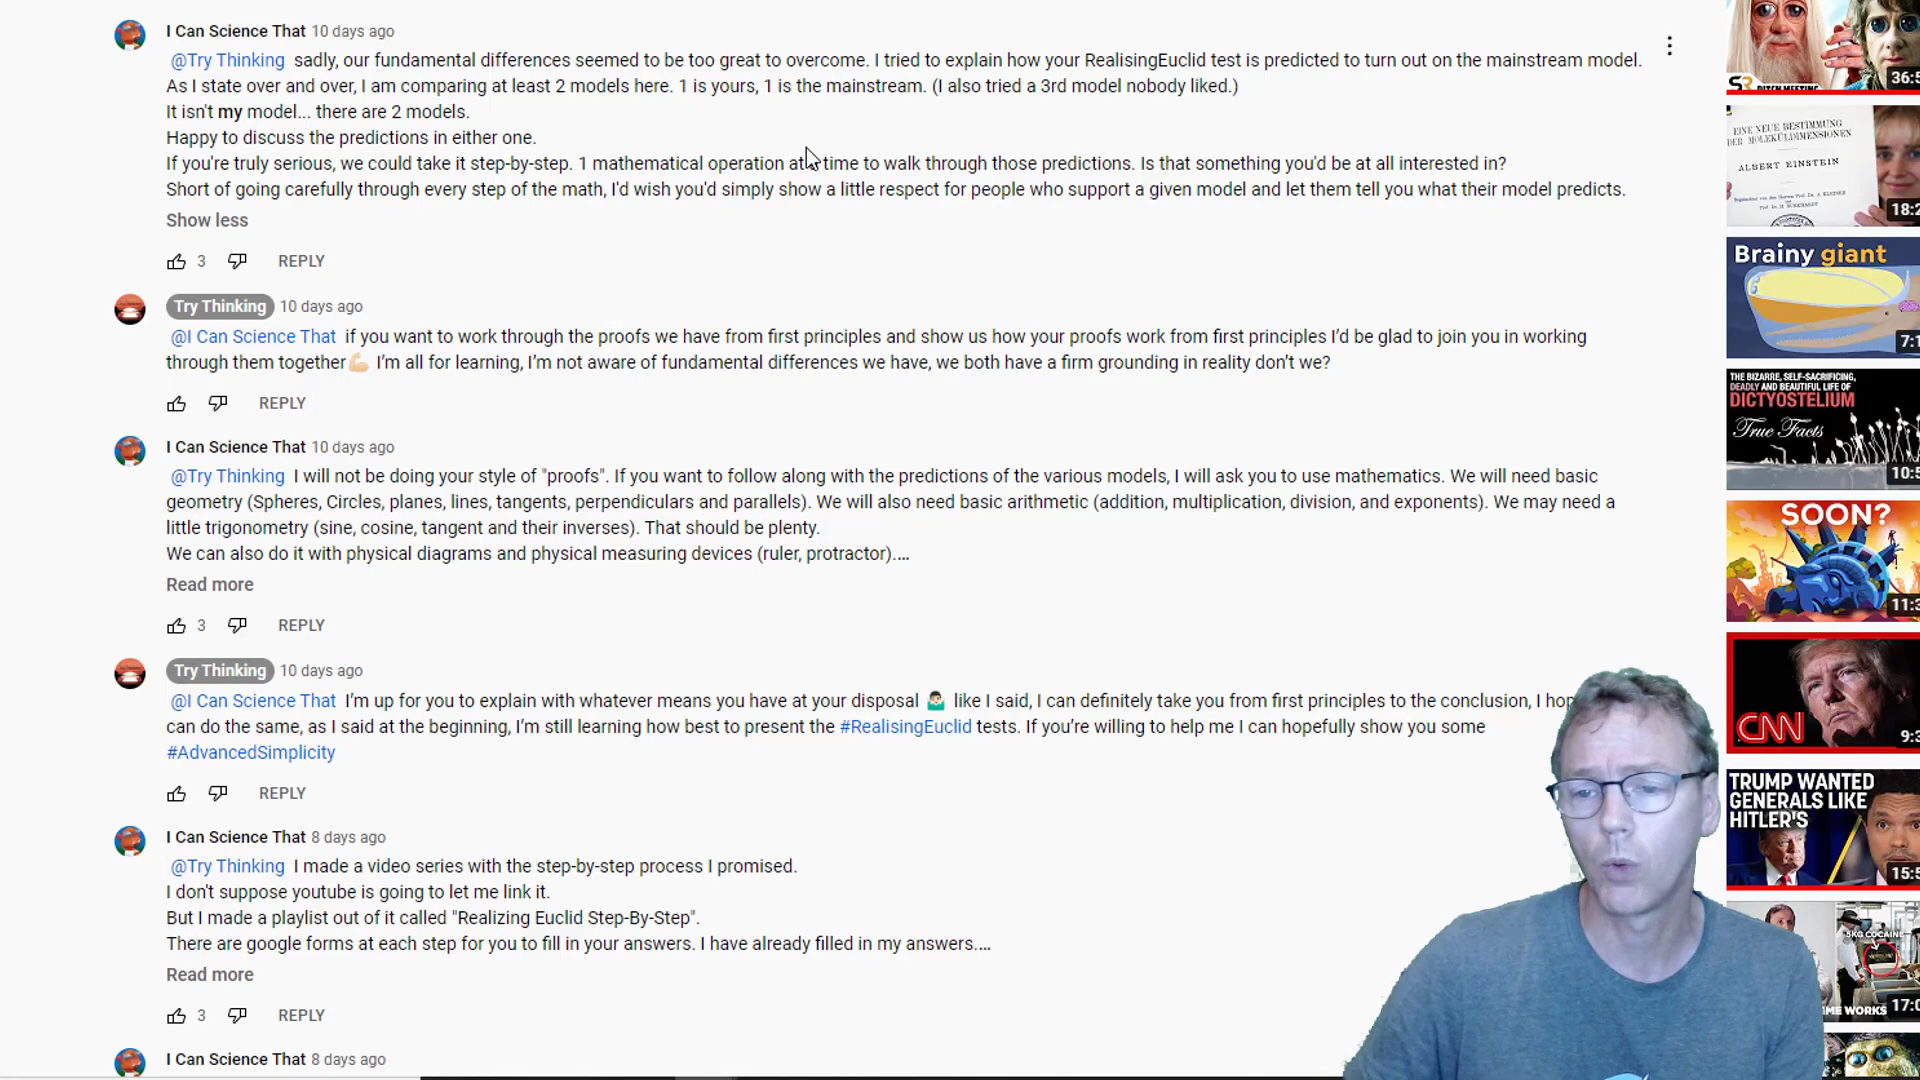 I Can Science That 10 days ago
@Try Thinking sadly, our fundamental differences seemed to be too great to overcome. I tried to explain how your RealisingEuclid test is predicted to turn out on the mainstream model.
As I state over and over, I am comparing at least 2 models here. 1 is yours, 1 is the mainstream. (I also tried a 3rd model nobody liked.)
It isn't my model... there are 2 models.
Happy to discuss the predictions in either one.
If you're truly serious, we could take it step-by-step. 1 mathematical operation at time to walk through those predictions. Is that something you'd be at all interested in?
Short of going carefully through every step of the math, I'd wish you'd simply show a little respect for people who support a given model and let them tell you what their model predicts.
Show less
3 REPLY
Try Thinking 10 days ago
@I Can Science That if you want to work through the proofs we have from first principles and show us how your proofs work from first principles I'd be glad to join you in working
through them together💪🏻 I'm all for learning, I'm not aware of fundamental differences we have, we both have a firm grounding in reality don't we?
REPLY
I Can Science That 10 days ago
@Try Thinking I will not be doing your style of "proofs". If you want to follow along with the predictions of the various models, I will ask you to use mathematics. We will need basic
geometry (Spheres, Circles, planes, lines, tangents, perpendiculars and parallels). We will also need basic arithmetic (addition, multiplication, division, and exponents). We may need a
little trigonometry (sine, cosine, tangent and their inverses). That should be plenty.
We can also do it with physical diagrams and physical measuring devices (ruler, protractor)....
Read more
3 REPLY
Try Thinking 10 days ago
@I Can Science That I'm up for you to explain with whatever means you have at your disposal 🤷🏻‍♂️ like I said, I can definitely take you from first principles to the conclusion, I
can do the same, as I said at the beginning, I'm still learning how best to present the #RealisingEuclid tests. If you're willing to help me I can hopefully show you some
#AdvancedSimplicity
REPLY
I Can Science That 8 days ago
@Try Thinking I made a video series with the step-by-step process I promised.
I don't suppose youtube is going to let me link it.
But I made a playlist out of it called "Realizing Euclid Step-By-Step".
There are google forms at each step for you to fill in your answers. I have already filled in my answers....
Read more
3 REPLY
I Can Science That 8 days ago
PITCH MEETING
36:5
EINE NEUE BESTIMMUNG
DER MOLEKÜLDIMENSIONEN
ALBERT EINSTEIN
18:2
Brainy giant
7:1
THE BIZARRE, SELF-SACRIFICING,
DEADLY AND BEAUTIFUL LIFE OF
DICTYOSTELIUM
True Facts
10:5
SOON?
11:3
CNN
9:3
TRUMP WANTED
GENERALS LIKE
HITLER'S
15:5
5KG COCAINE
WORKS
17:0